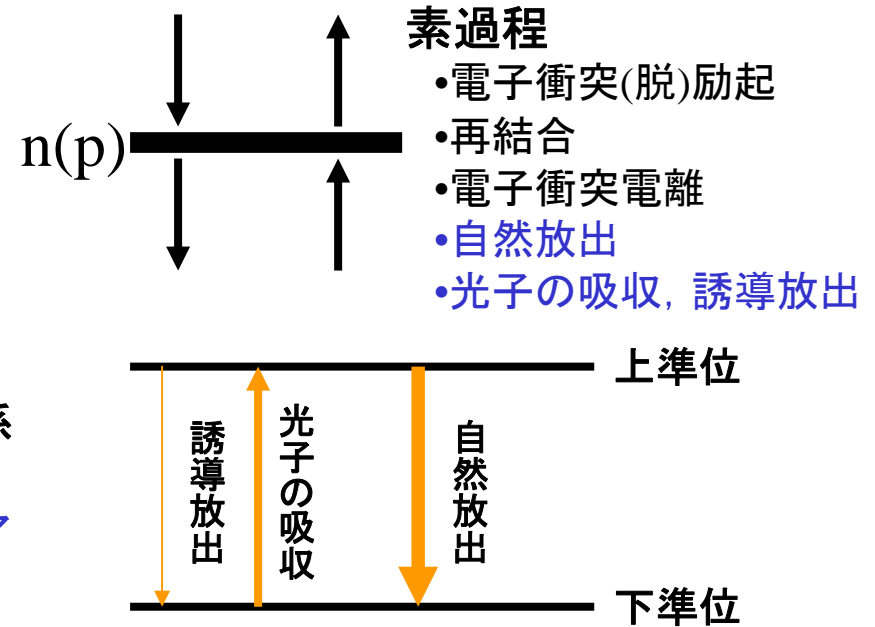 素過程
•電子衝突(脱)励起
n(p)
•再結合
•電子衝突電離
•自然放出
•光子の吸収, 誘導放出
上準位
係
誘導放出
光子の吸収
自然放出
下準位